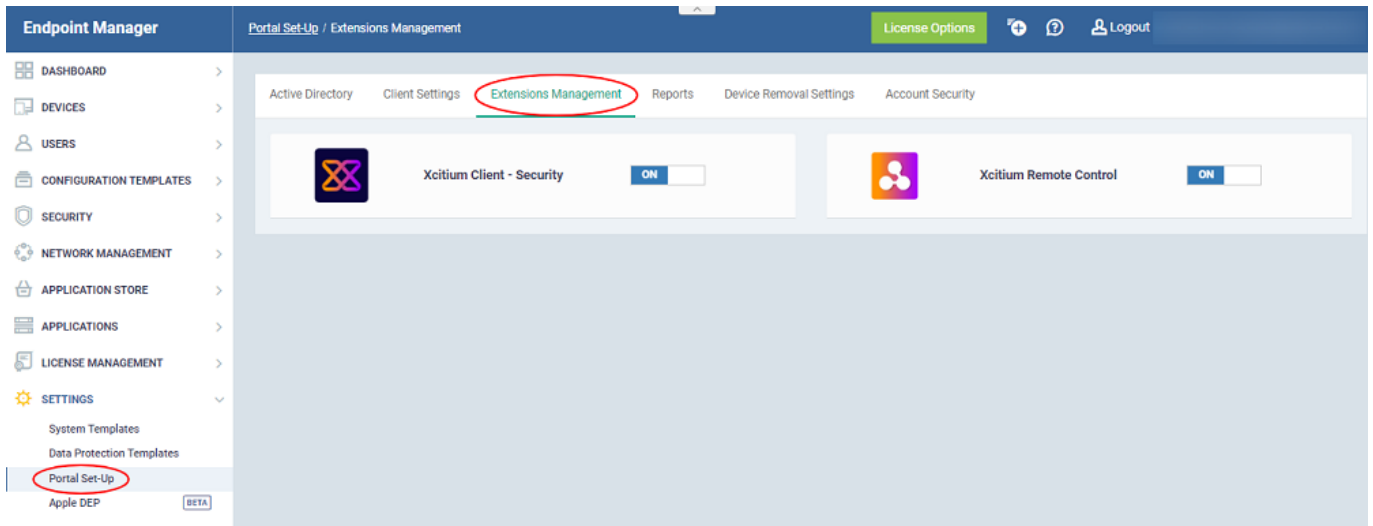 Endpoint Manager
Portal Set-Up / Extensions Management
License Options
Logout
DASHBOARD
DEVICES
USERS
CONFIGURATION TEMPLATES
SECURITY
NETWORK MANAGEMENT
APPLICATION STORE
APPLICATIONS
LICENSE MANAGEMENT
SETTINGS
System Templates
Data Protection Templates
Portal Set-Up
Apple DEP BETA
Active Directory Client Settings Extensions Management Reports Device Removal Settings Account Security
Xcitium Client - Security ON
Xcitium Remote Control ON